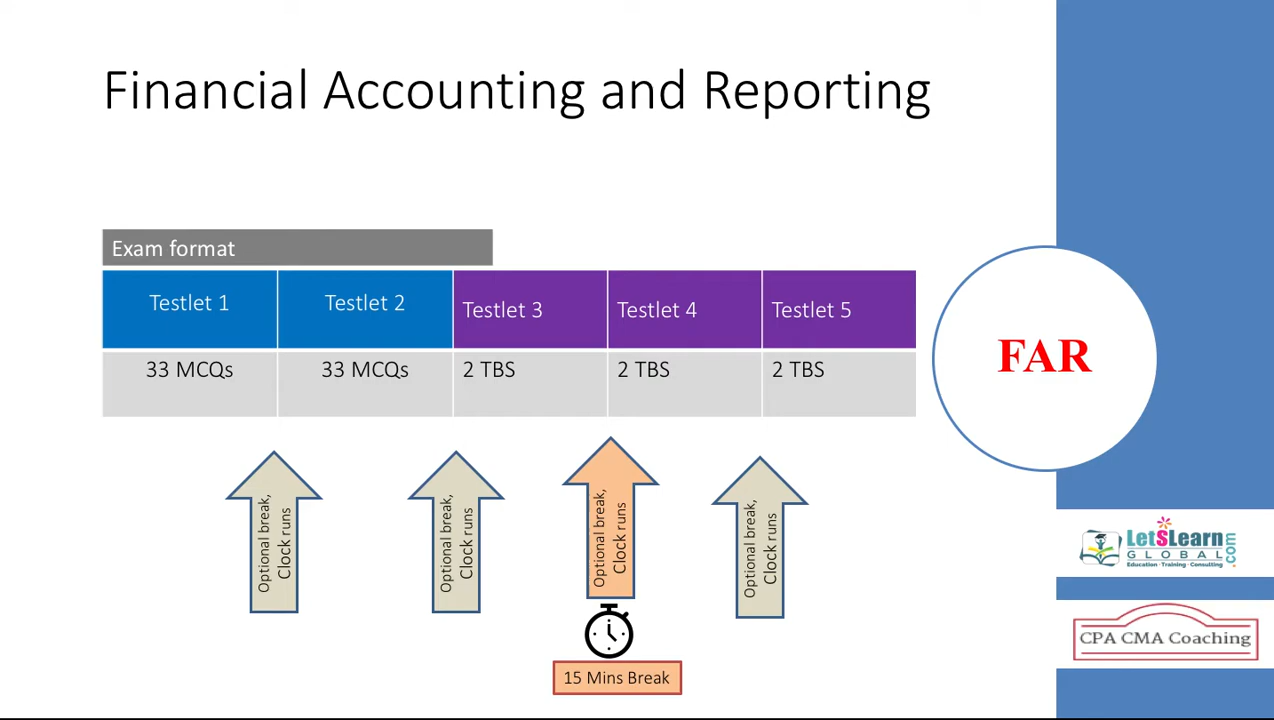 Financial Accounting and Reporting
Exam format
Testlet 1
Testlet 2
Testlet 3
Testlet 4
Testlet 5
33 MCQs
33 MCQs
2 TBS
2 TBS
2 TBS
FAR
Optional break,
Clock runs
Optional break,
Clock runs
Optional break,
Clock runs
Optional break,
Clock runs
15 Mins Break
LetSLearn
GLOBAL
.com
Education · Training · Consulting
CPA CMA Coaching